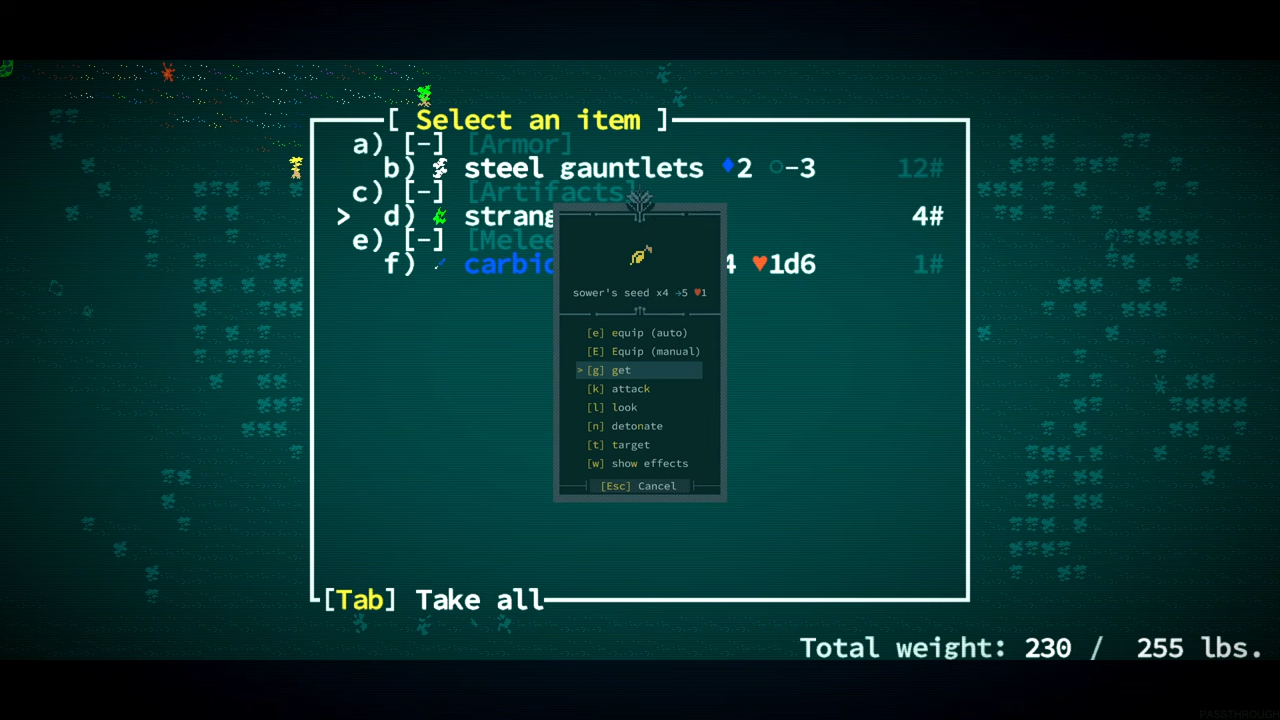 [ Select an item ]
a) [-] [Armor]
b) steel gauntlets ♦2 ○-3 12#
c) [-] [Artifacts]
> d) strang 4#
e) [-] [Melee
f) carbid 4 ♥1d6 1#
sower's seed x4 →5 ♥1
[e] equip (auto)
[E] Equip (manual)
> [g] get
[k] attack
[l] look
[n] detonate
[t] target
[w] show effects
[Esc] Cancel
[Tab] Take all
Total weight: 230 / 255 lbs.
PASSTHROUGH